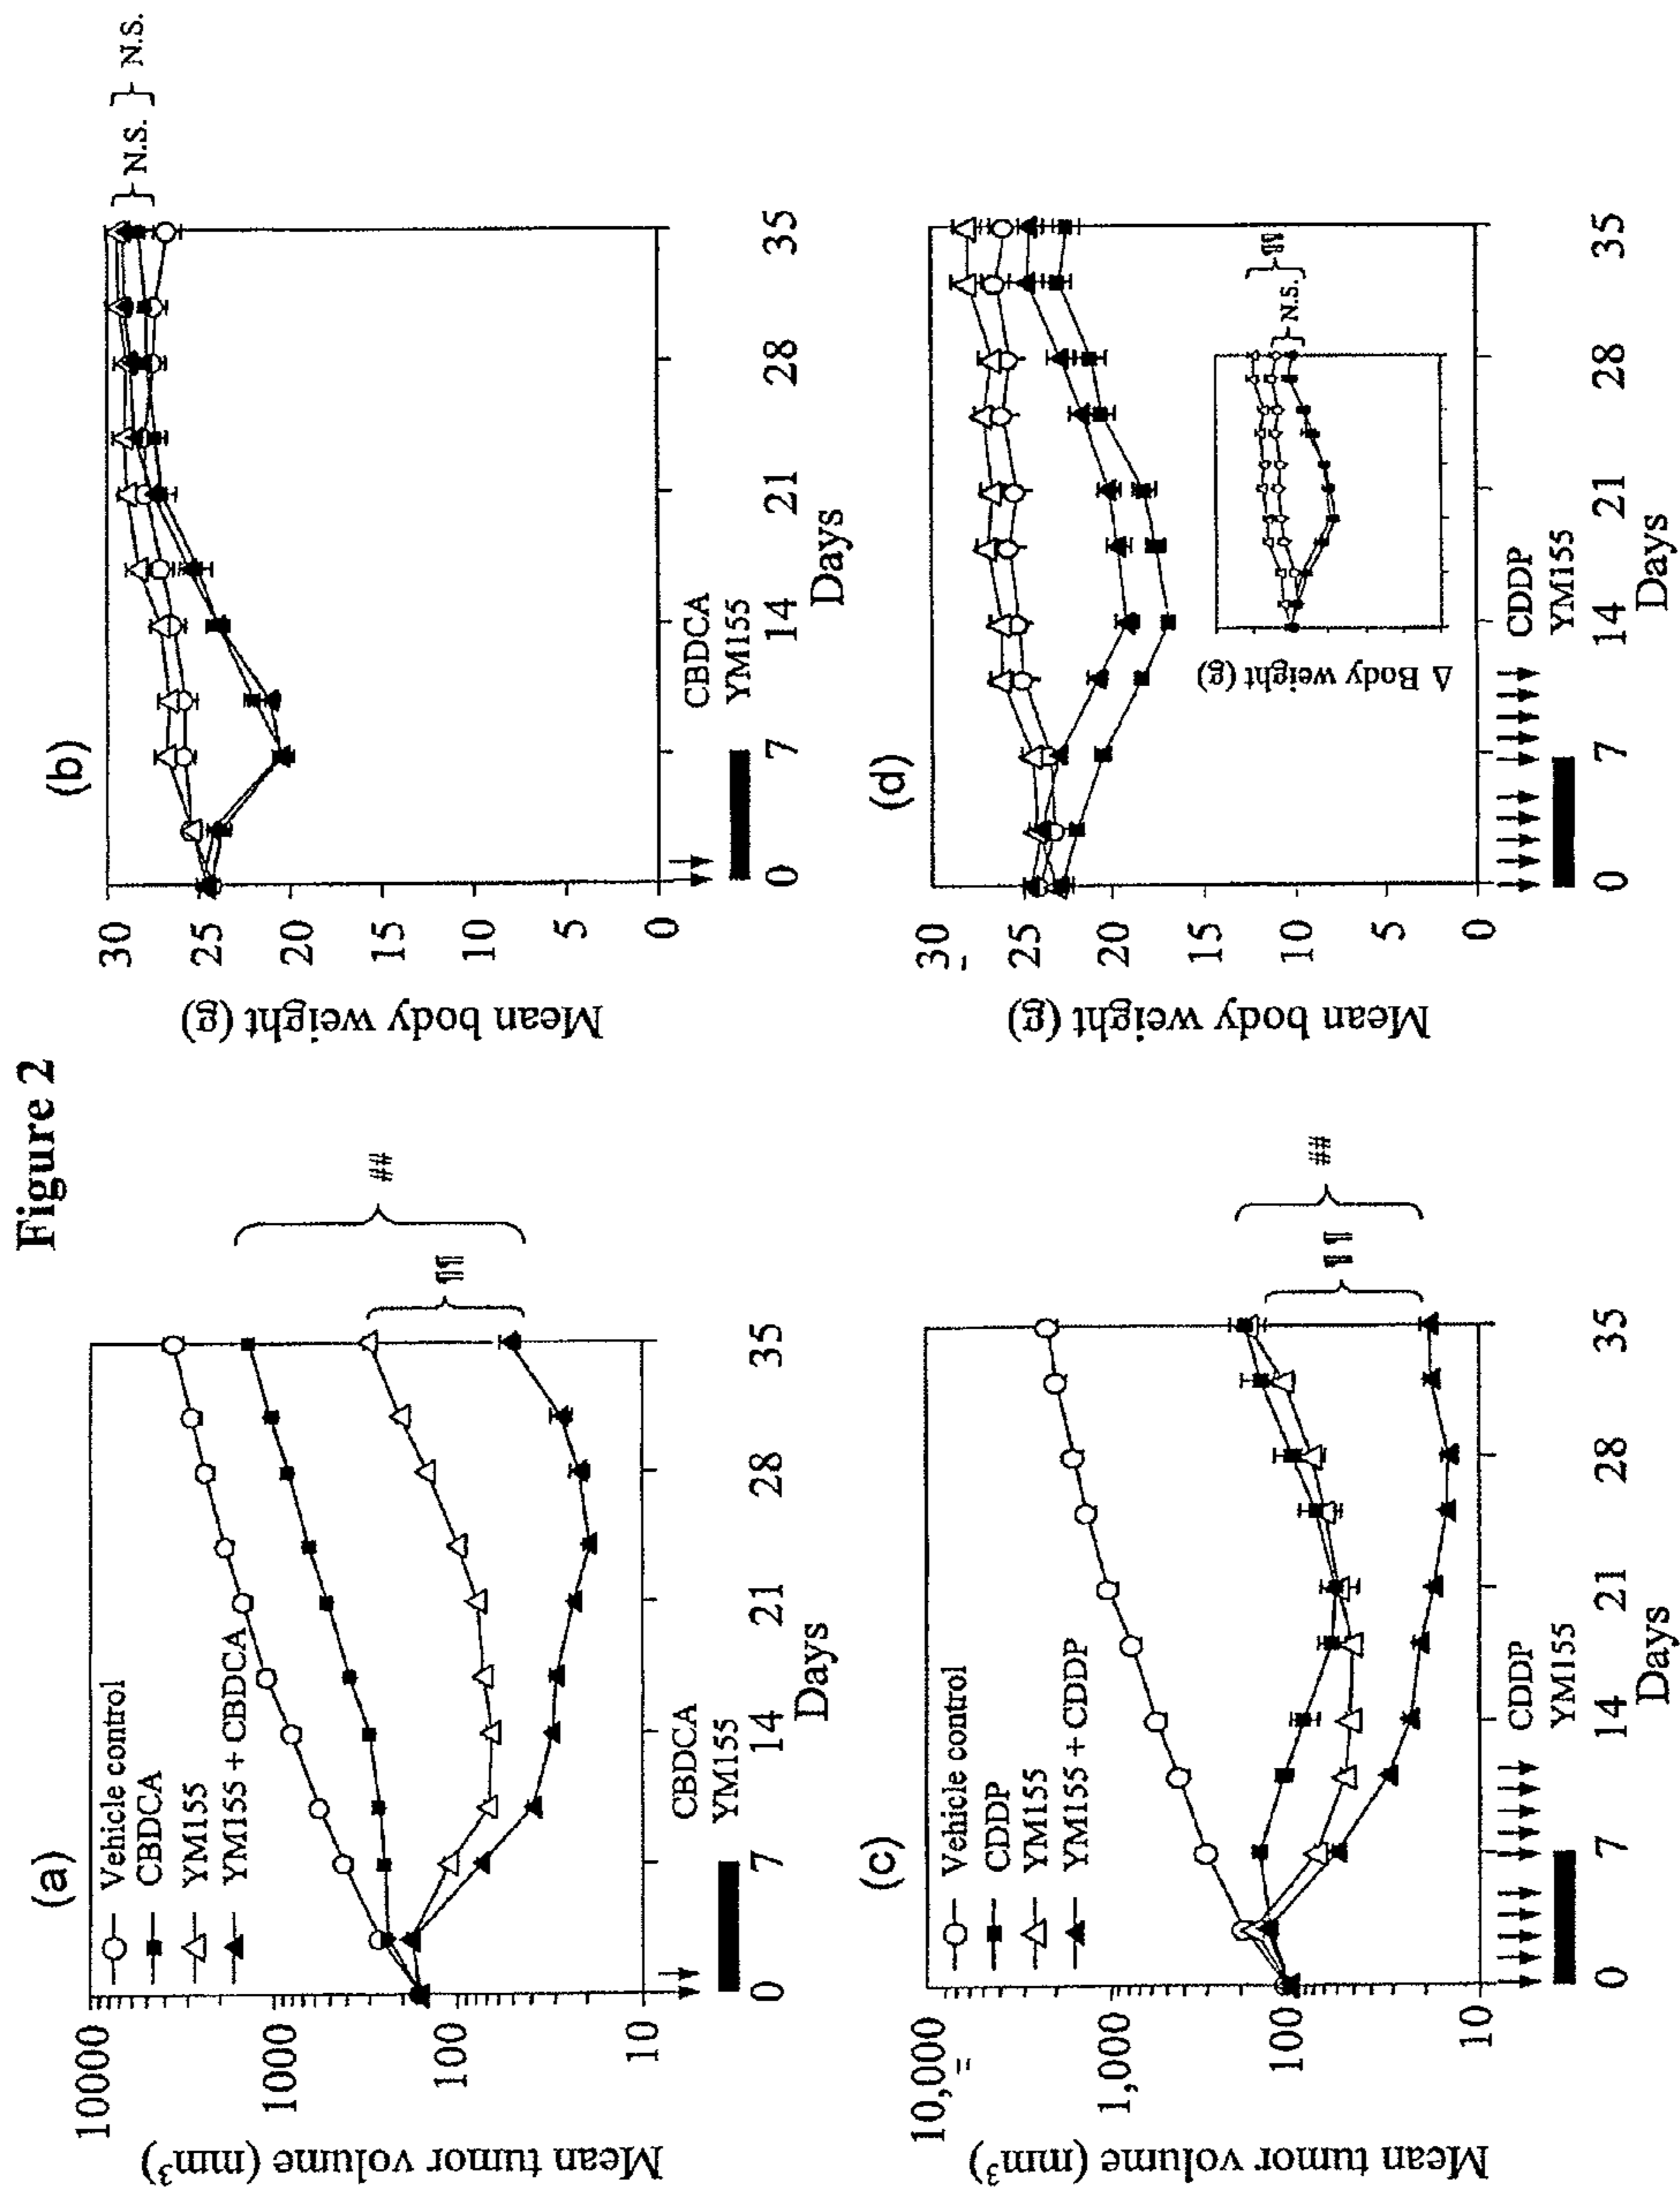 Figure 2
(a)
Mean tumor volume (mm³)
10000
1000
100
10
Vehicle control
CBDCA
YM155
YM155 + CBDCA
¶¶
##
0 7 14 21 28 35
Days
CBDCA
YM155
(b)
Mean body weight (g)
30
25
20
15
10
5
0
N.S.
N.S.
0 7 14 21 28 35
Days
CBDCA
YM155
(c)
Mean tumor volume (mm³)
10,000
1,000
100
10
Vehicle control
CDDP
YM155
YM155 + CDDP
¶¶
##
0 7 14 21 28 35
Days
CDDP
YM155
(d)
Mean body weight (g)
30
25
20
15
10
5
0
Δ Body weight (g)
N.S.
¶¶
0 7 14 21 28 35
Days
CDDP
YM155